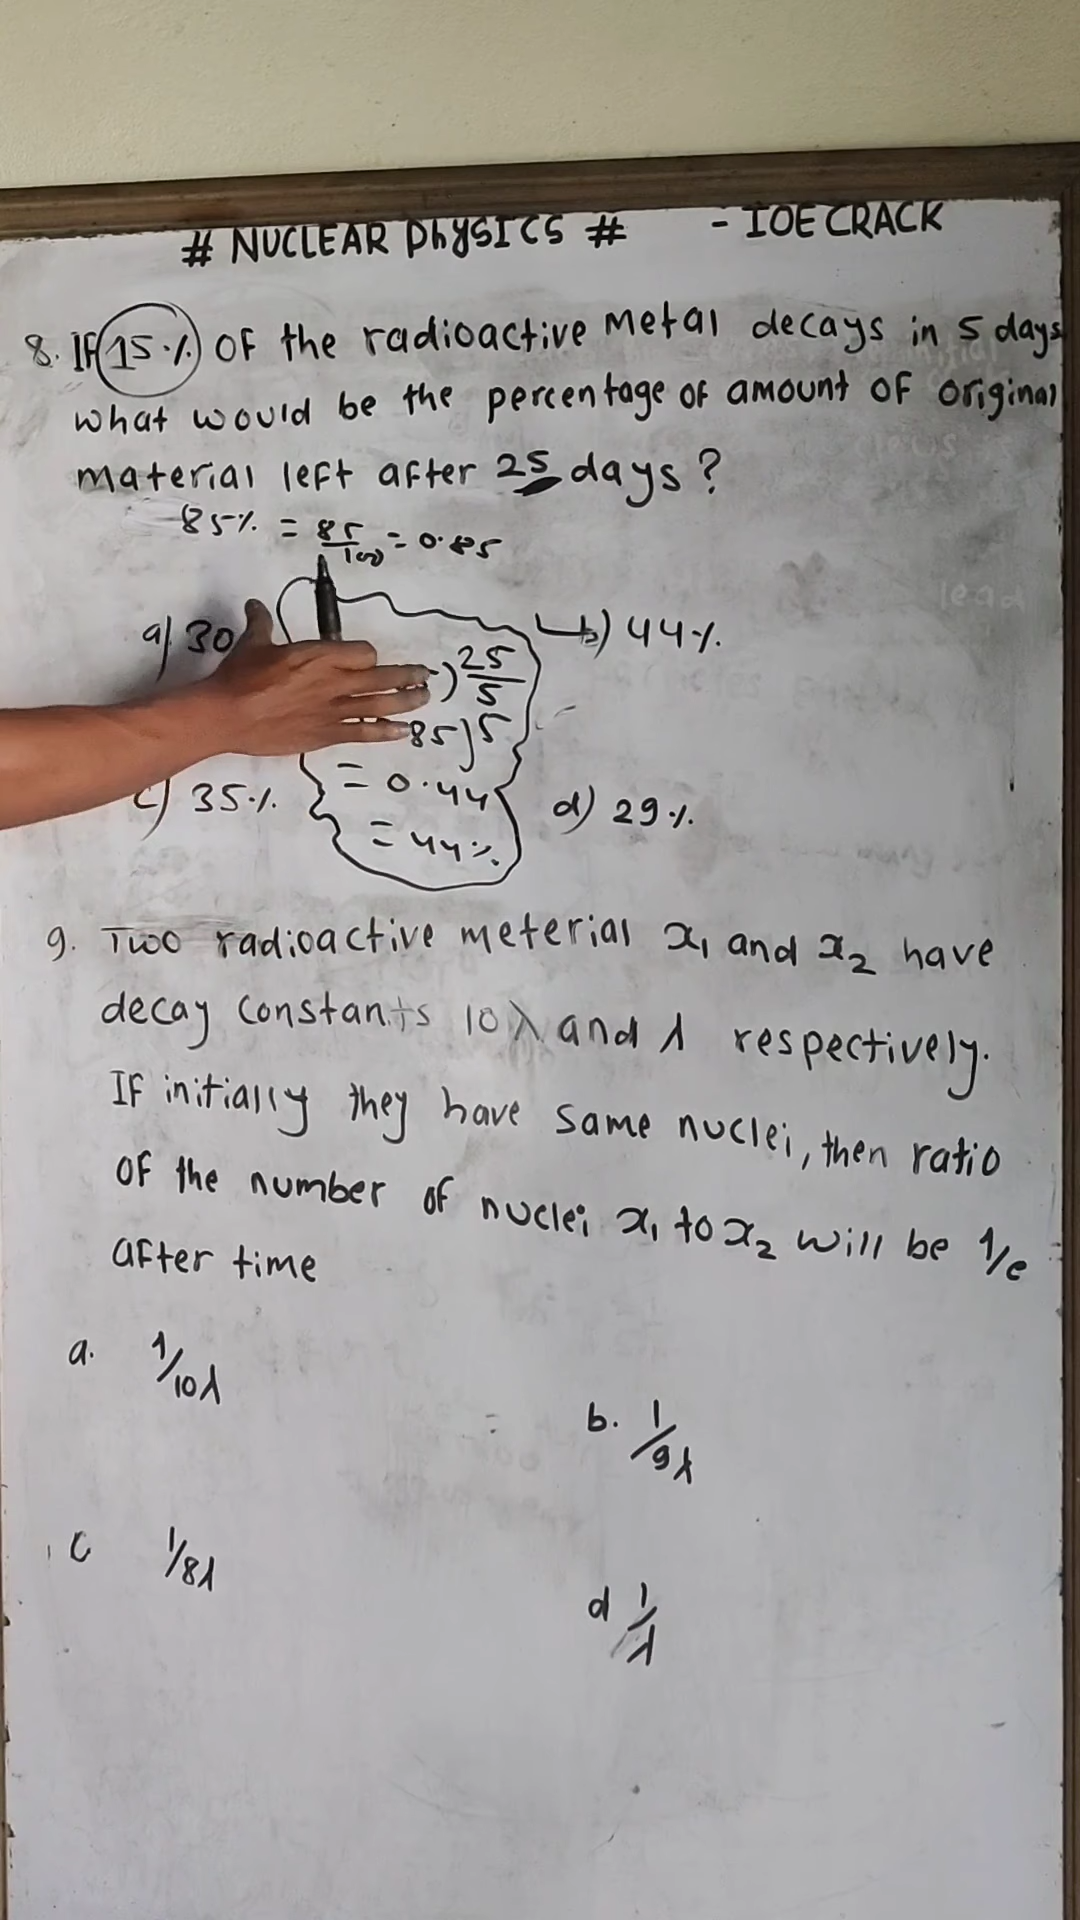 # NUCLEAR PhYSICS # - IOE CRACK
8. IF 15% OF the radioactive metal decays in 5 days
what would be the percentage of amount of original
material left after 25 days?
85% = 85/100 = 0.85
a) 30
b) 44%
)25/5
85)5
= 0.44
= 44%
c) 35%
d) 29%
9. Two radioactive meterial x₁ and x₂ have
decay constants 10λ and λ respectively.
If initially they have same nuclei, then ratio
of the number of nuclei x₁ to x₂ will be 1/e
after time
a. 1/10λ
b. 1/9λ
c 1/8λ
d 1/λ